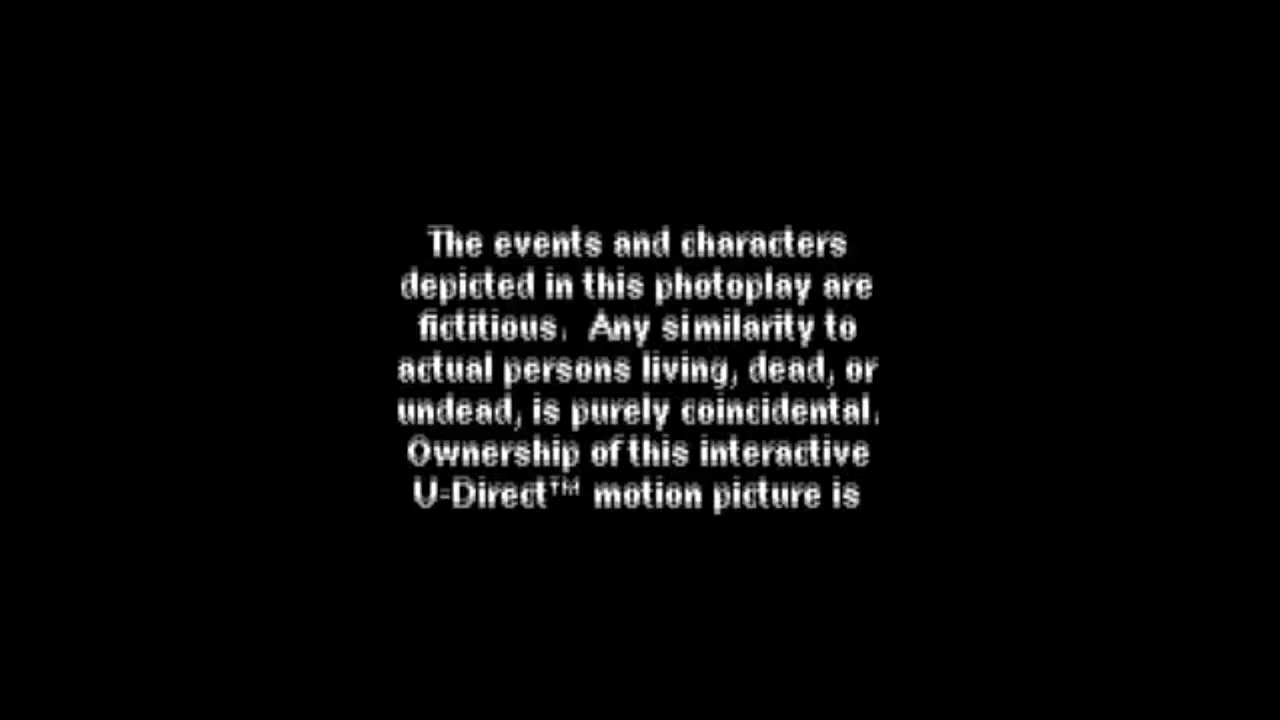 The events and characters
depicted in this photoplay are
fictitious.  Any similarity to
actual persons living, dead, or
undead, is purely coincidental.
Ownership of this interactive
U-Direct™ motion picture is